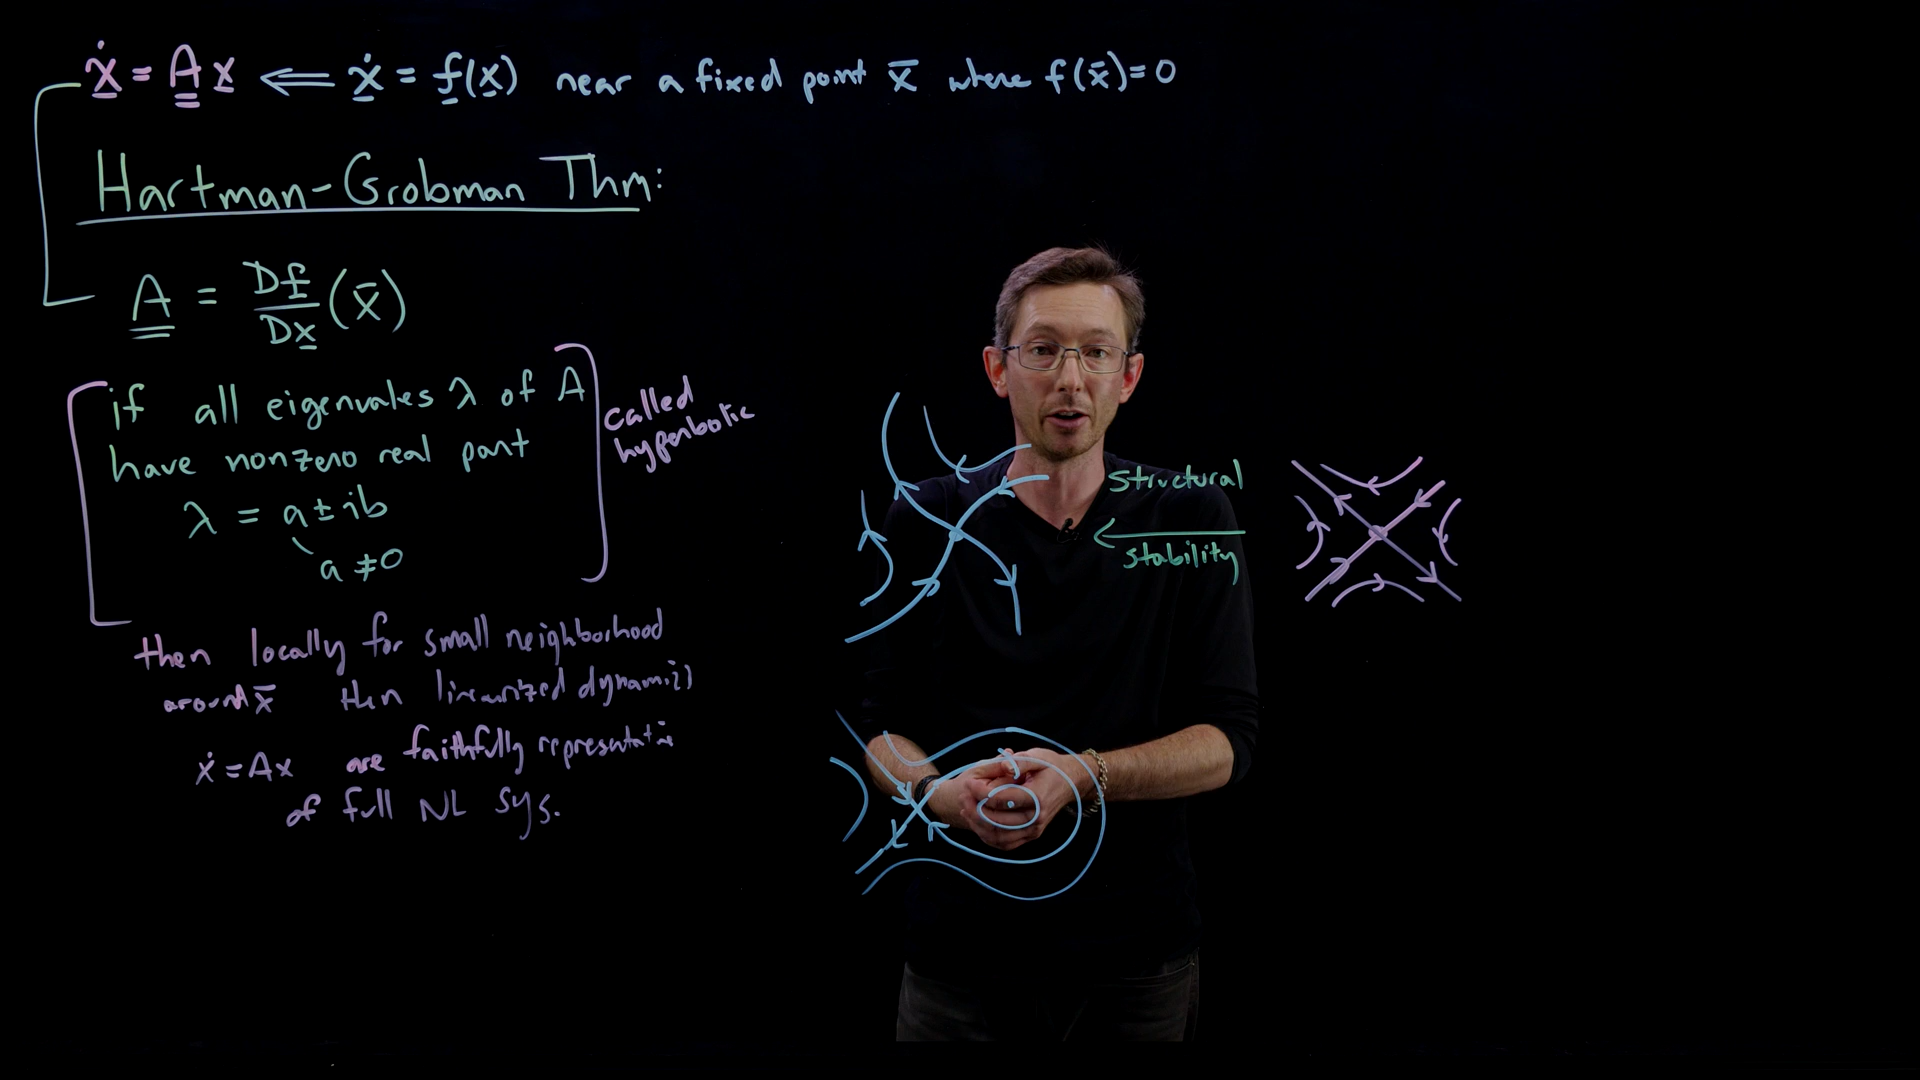 ẋ = A x ⟸ ẋ = f(x) near a fixed point x̄ where f(x̄)=0
Hartman-Grobman Thm:
A = Df/Dx (x̄)
if all eigenvales λ of A
have nonzero real part
λ = a ± ib
a ≠ 0
called
hyperbolic
then locally for small neighborhood
around x̄ then linearized dynamics
ẋ = Ax are faithfully representative
of full NL sys.
Structural
stability